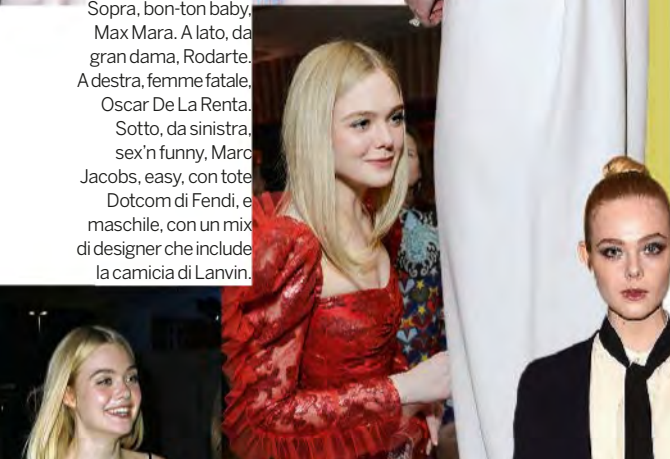 Sopra, bon-ton baby,
Max Mara. A lato, da
gran dama, Rodarte.
A destra, femme fatale,
Oscar De La Renta.
Sotto, da sinistra,
sex'n funny, Marc
Jacobs, easy, con tote
Dotcom di Fendi, e
maschile, con un mix
di designer che include
la camicia di Lanvin.